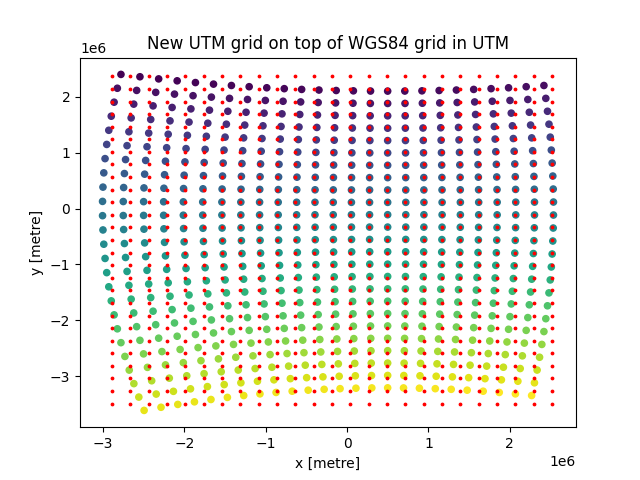 New UTM grid on top of WGS84 grid in UTM
1e6
2
1
0
−1
−2
−3
y [metre]
−3 −2 −1 0 1 2
x [metre]
1e6